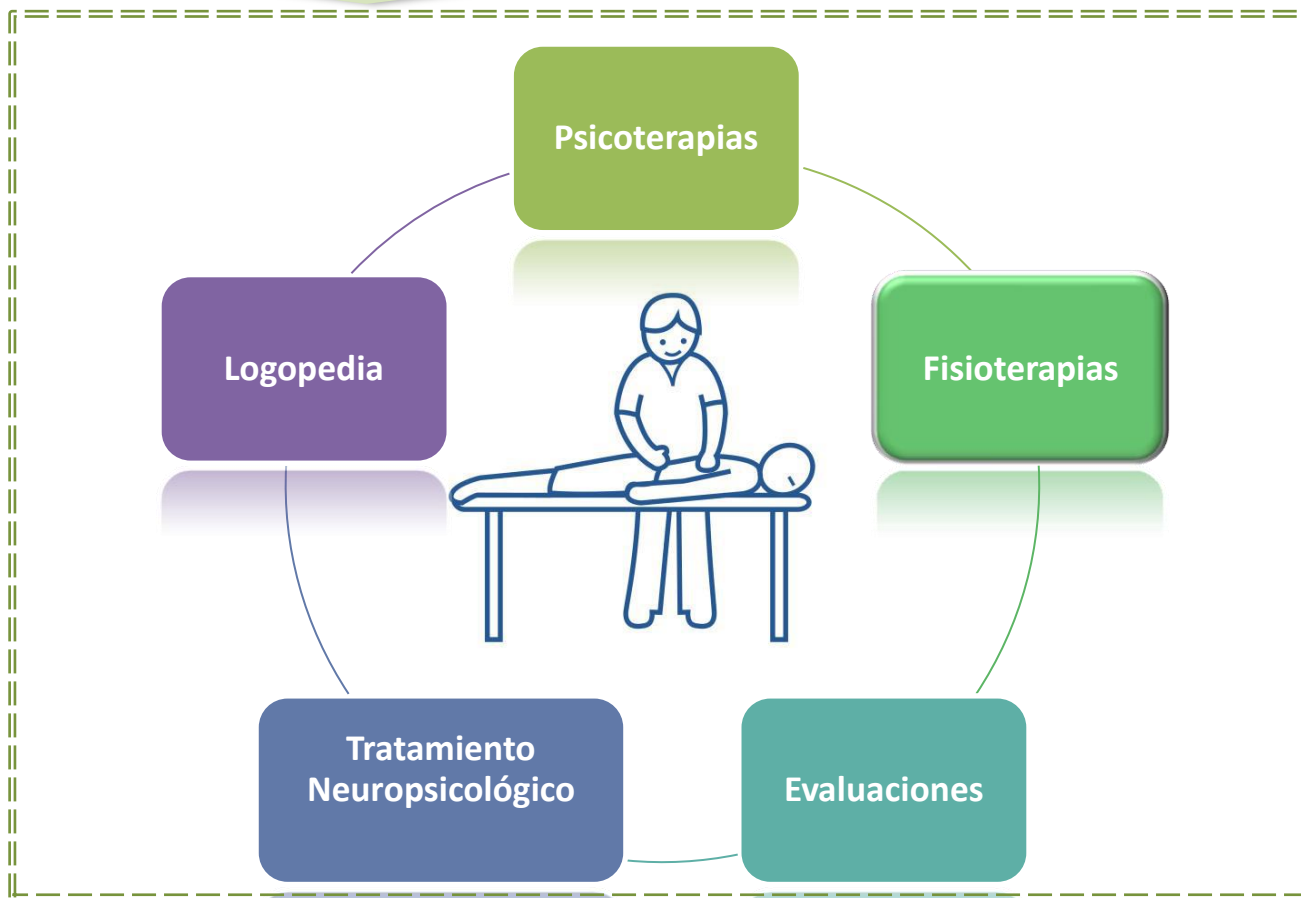 Psicoterapias
Logopedia
Fisioterapias
Tratamiento
Neuropsicológico
Evaluaciones